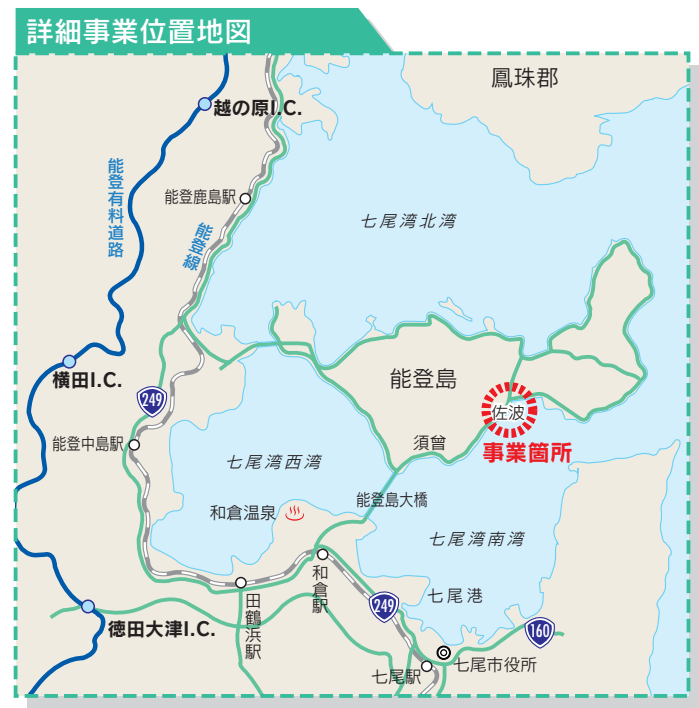 詳細事業位置地図
鳳珠郡
越の原I.C.
能登有料道路
能登鹿島駅
能登線
七尾湾北湾
横田I.C.
249
能登島
佐波
事業箇所
能登中島駅
須曽
七尾湾西湾
能登島大橋
和倉温泉
七尾湾南湾
和倉駅
田鶴浜駅
七尾港
249
徳田大津I.C.
160
七尾駅
七尾市役所